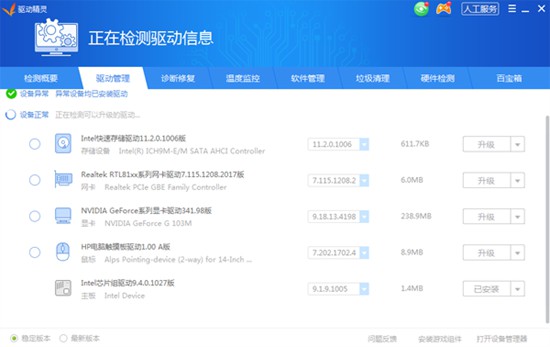 驱动精灵
人工服务
正在检测驱动信息
检测概要 驱动管理 诊断修复 温度监控 软件管理 垃圾清理 硬件检测 百宝箱
设备异常 异常设备均已安装驱动
设备正常 正在检测可以升级的驱动...
Intel快速存储驱动11.2.0.1006版
存储设备 Intel(R) ICH9M-E/M SATA AHCI Controller
11.2.0.1006 611.7KB 升级
Realtek RTL81xx系列网卡驱动7.115.1208.2017版
网卡 Realtek PCIe GBE Family Controller
7.115.1208.2 6.0MB 升级
NVIDIA GeForce系列显卡驱动341.98版
显卡 NVIDIA GeForce G 103M
9.18.13.4198 238.9MB 升级
HP电脑触摸板驱动1.00 A版
鼠标 Alps Pointing-device (2-way) for 14-Inch ...
7.202.1702.4 8.9MB 升级
Intel芯片组驱动9.4.0.1027版
主板 Intel Device
9.1.9.1005 1.4MB 已安装
稳定版本 最新版本 问题反馈 安装游戏组件 打开设备管理器